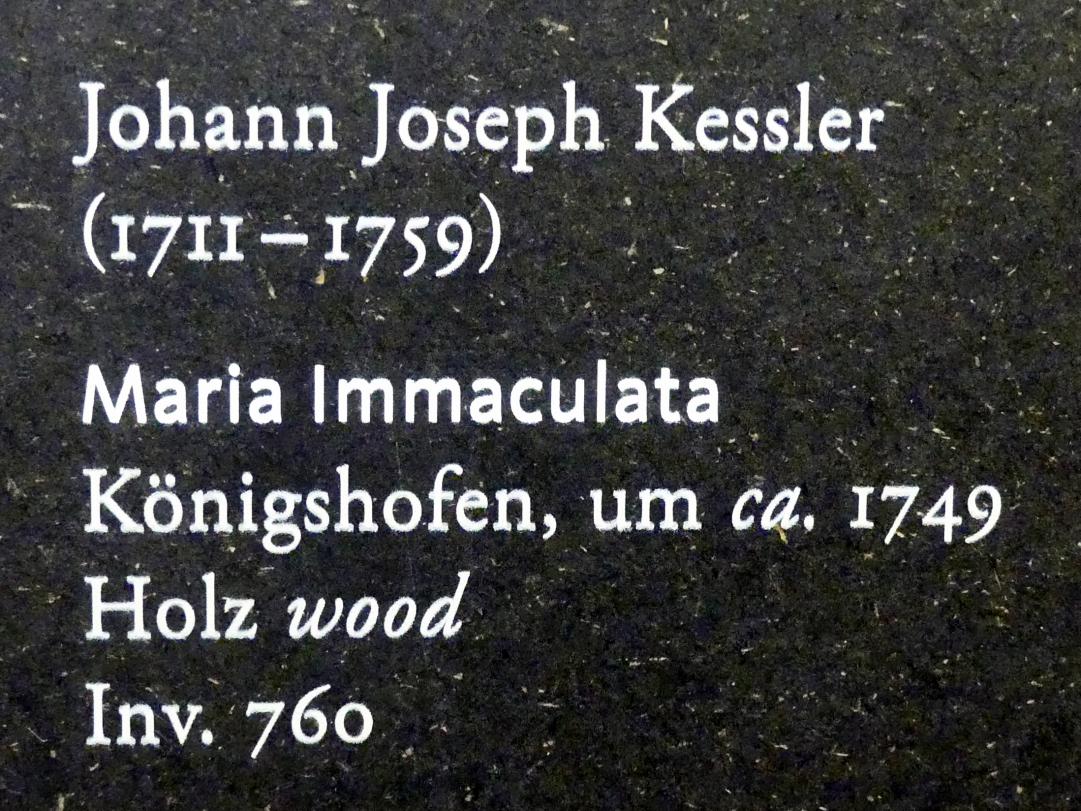 Johann Joseph Kessler
(1711 – 1759)
Maria Immaculata
Königshofen, um ca. 1749
Holz wood
Inv. 760